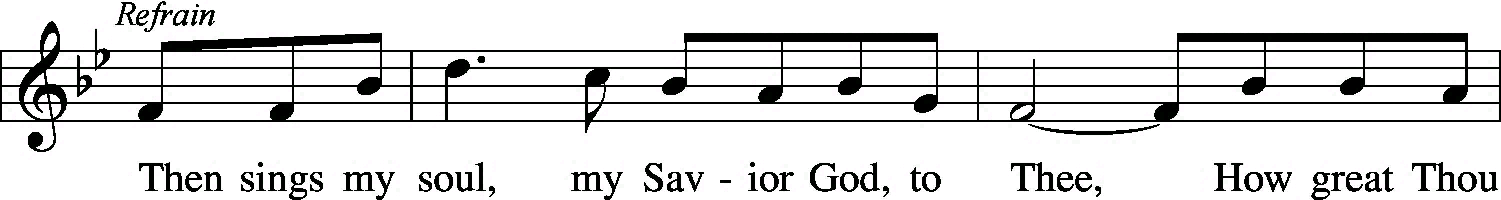 Refrain
Then sings my soul, my Sav - ior God, to Thee, How great Thou